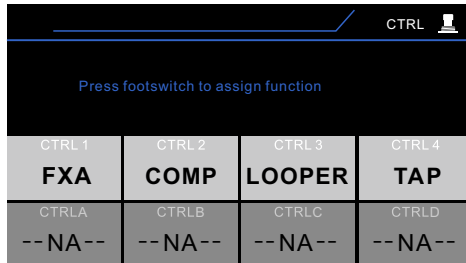 CTRL
Press footswitch to assign function
CTRL 1 CTRL 2 CTRL 3 CTRL 4
FXA COMP LOOPER TAP
CTRLA CTRLB CTRLC CTRLD
--NA-- --NA-- --NA-- --NA--